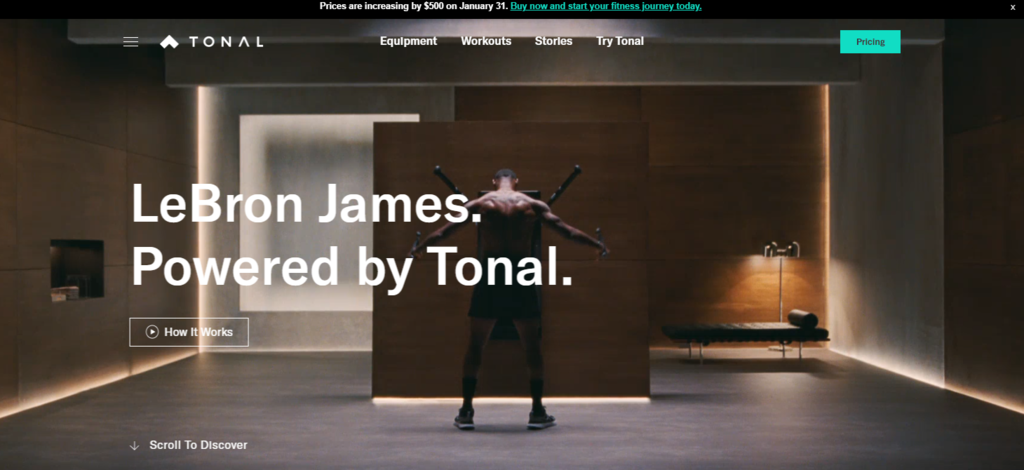 Prices are increasing by $500 on January 31. Buy now and start your fitness journey today.
x
TONAL
Equipment
Workouts
Stories
Try Tonal
Pricing
LeBron James.
Powered by Tonal.
How It Works
Scroll To Discover